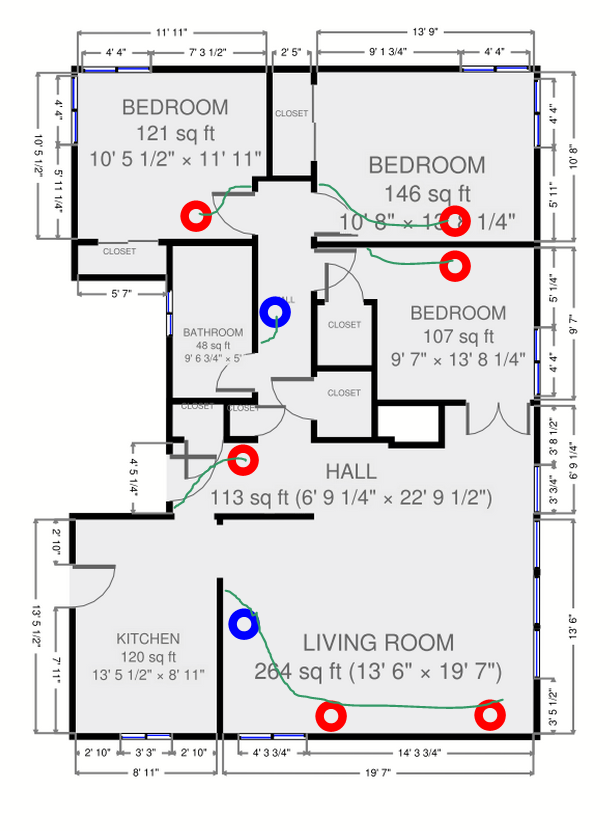 11' 11"
13' 9"
4' 4"
7' 3 1/2"
2' 5"
9' 1 3/4"
4' 4"
BEDROOM
121 sq ft
10' 5 1/2" × 11' 11"
CLOSET
BEDROOM
146 sq ft
4' 4"
10' 5 1/2"
5' 11 1/4"
4' 4"
10' 8"
5' 11"
CLOSET
5' 7"
BATHROOM
48 sq ft
9' 6 3/4" × 5'
BEDROOM
107 sq ft
9' 7" × 13' 8 1/4"
CLOSET
CLOSET
5' 1/4"
9' 7"
4' 4"
CLOSET
CLOSET
HALL
113 sq ft (6' 9 1/4" × 22' 9 1/2")
4' 5 1/4"
3' 8 1/2"
6' 9 1/4"
3' 3/4"
2' 10"
13' 5 1/2"
7' 11"
KITCHEN
120 sq ft
13' 5 1/2" × 8' 11"
LIVING ROOM
264 sq ft (13' 6" × 19' 7")
13' 6"
3' 5 1/2"
2' 10"
3' 3"
2' 10"
4' 3 3/4"
14' 3 3/4"
8' 11"
19' 7"